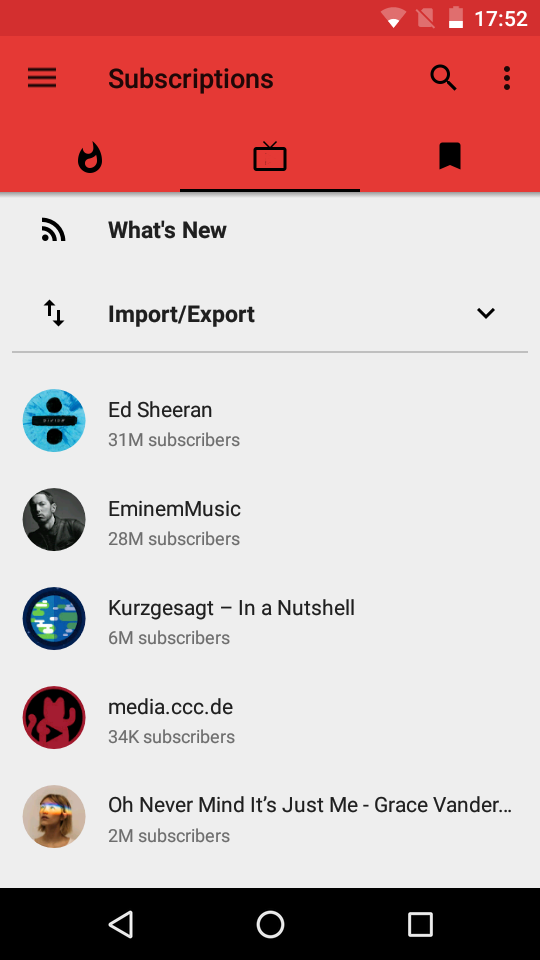 17:52
Subscriptions
What's New
Import/Export
Ed Sheeran
31M subscribers
EminemMusic
28M subscribers
Kurzgesagt – In a Nutshell
6M subscribers
media.ccc.de
34K subscribers
Oh Never Mind It’s Just Me - Grace Vander...
2M subscribers